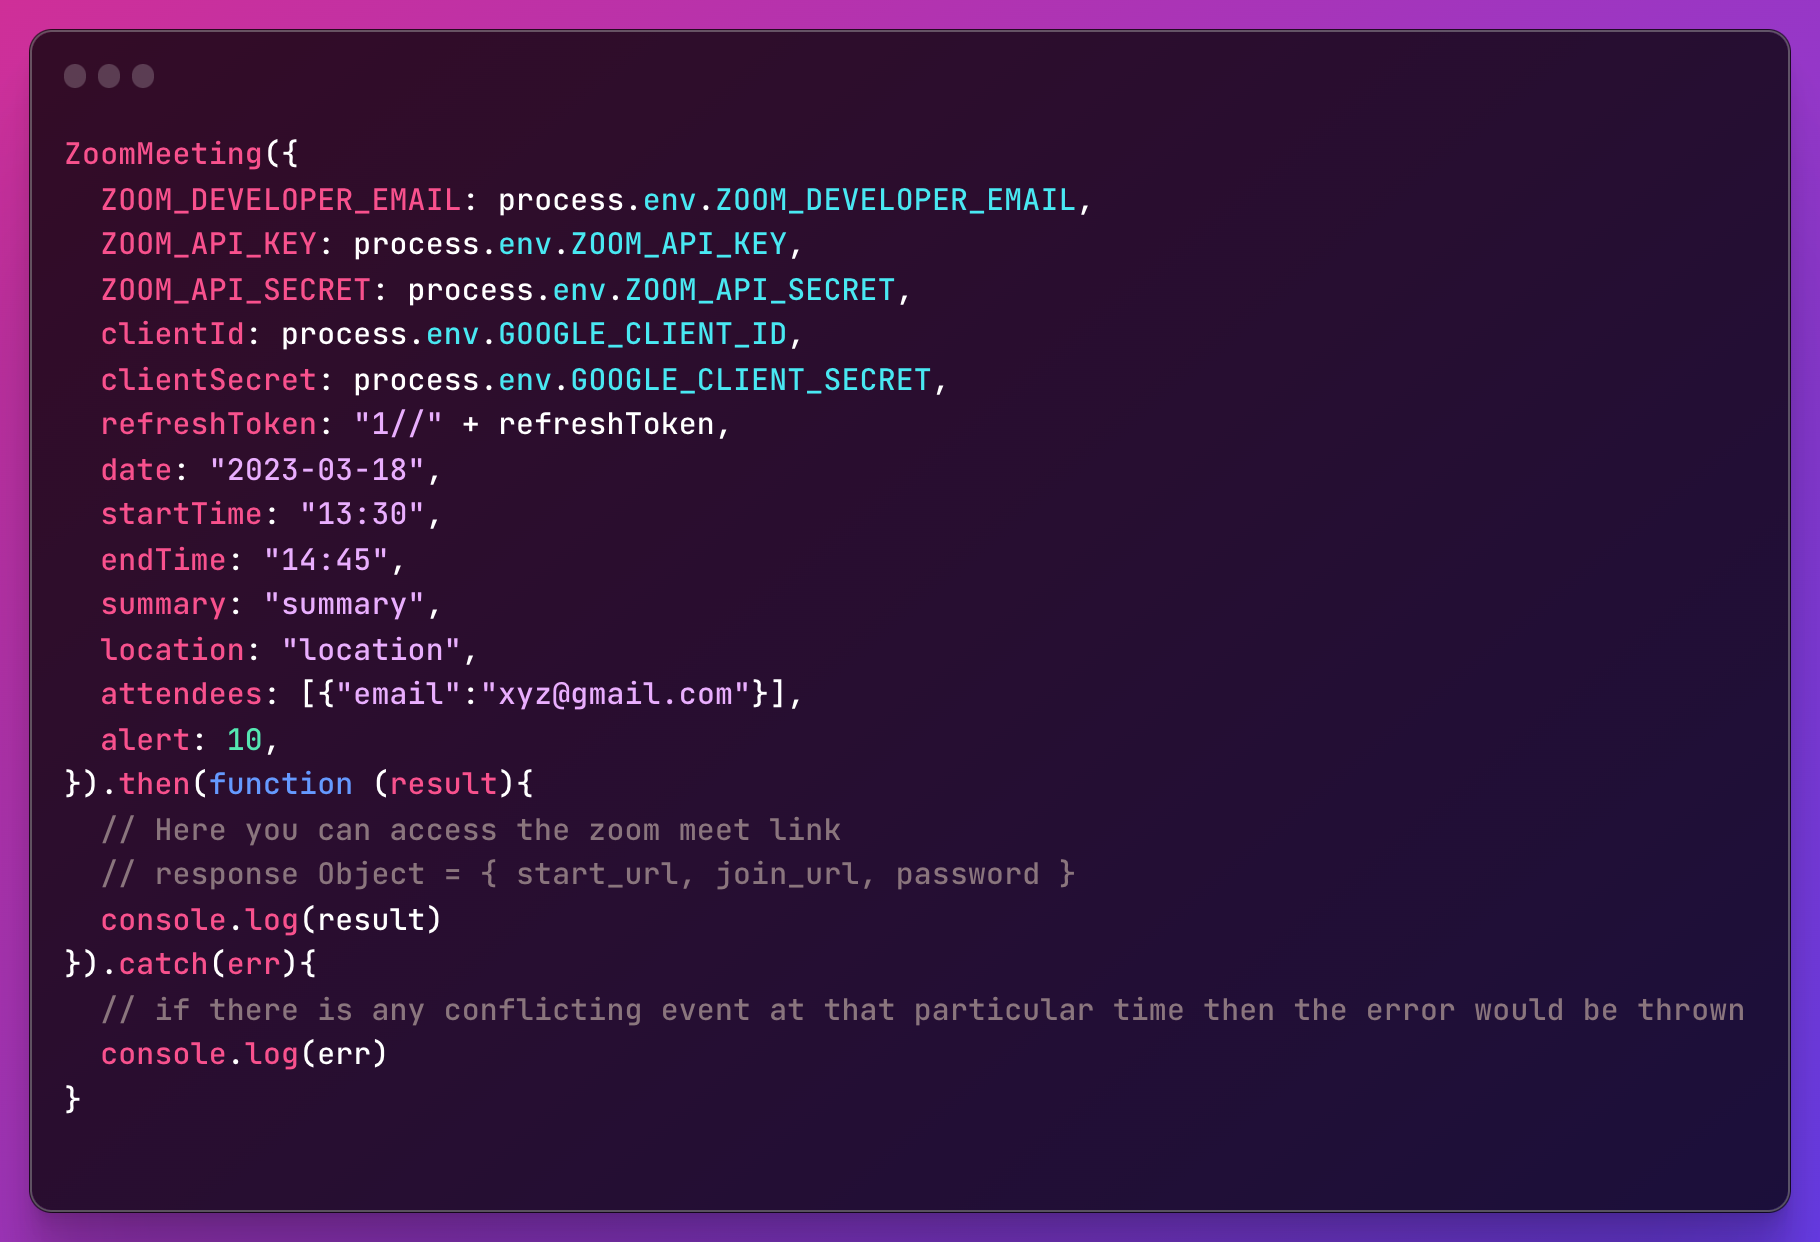 ZoomMeeting({
  ZOOM_DEVELOPER_EMAIL: process.env.ZOOM_DEVELOPER_EMAIL,
  ZOOM_API_KEY: process.env.ZOOM_API_KEY,
  ZOOM_API_SECRET: process.env.ZOOM_API_SECRET,
  clientId: process.env.GOOGLE_CLIENT_ID,
  clientSecret: process.env.GOOGLE_CLIENT_SECRET,
  refreshToken: "1//" + refreshToken,
  date: "2023-03-18",
  startTime: "13:30",
  endTime: "14:45",
  summary: "summary",
  location: "location",
  attendees: [{"email":"xyz@gmail.com"}],
  alert: 10,
}).then(function (result){
  // Here you can access the zoom meet link
  // response Object = { start_url, join_url, password }
  console.log(result)
}).catch(err){
  // if there is any conflicting event at that particular time then the error would be thrown
  console.log(err)
}